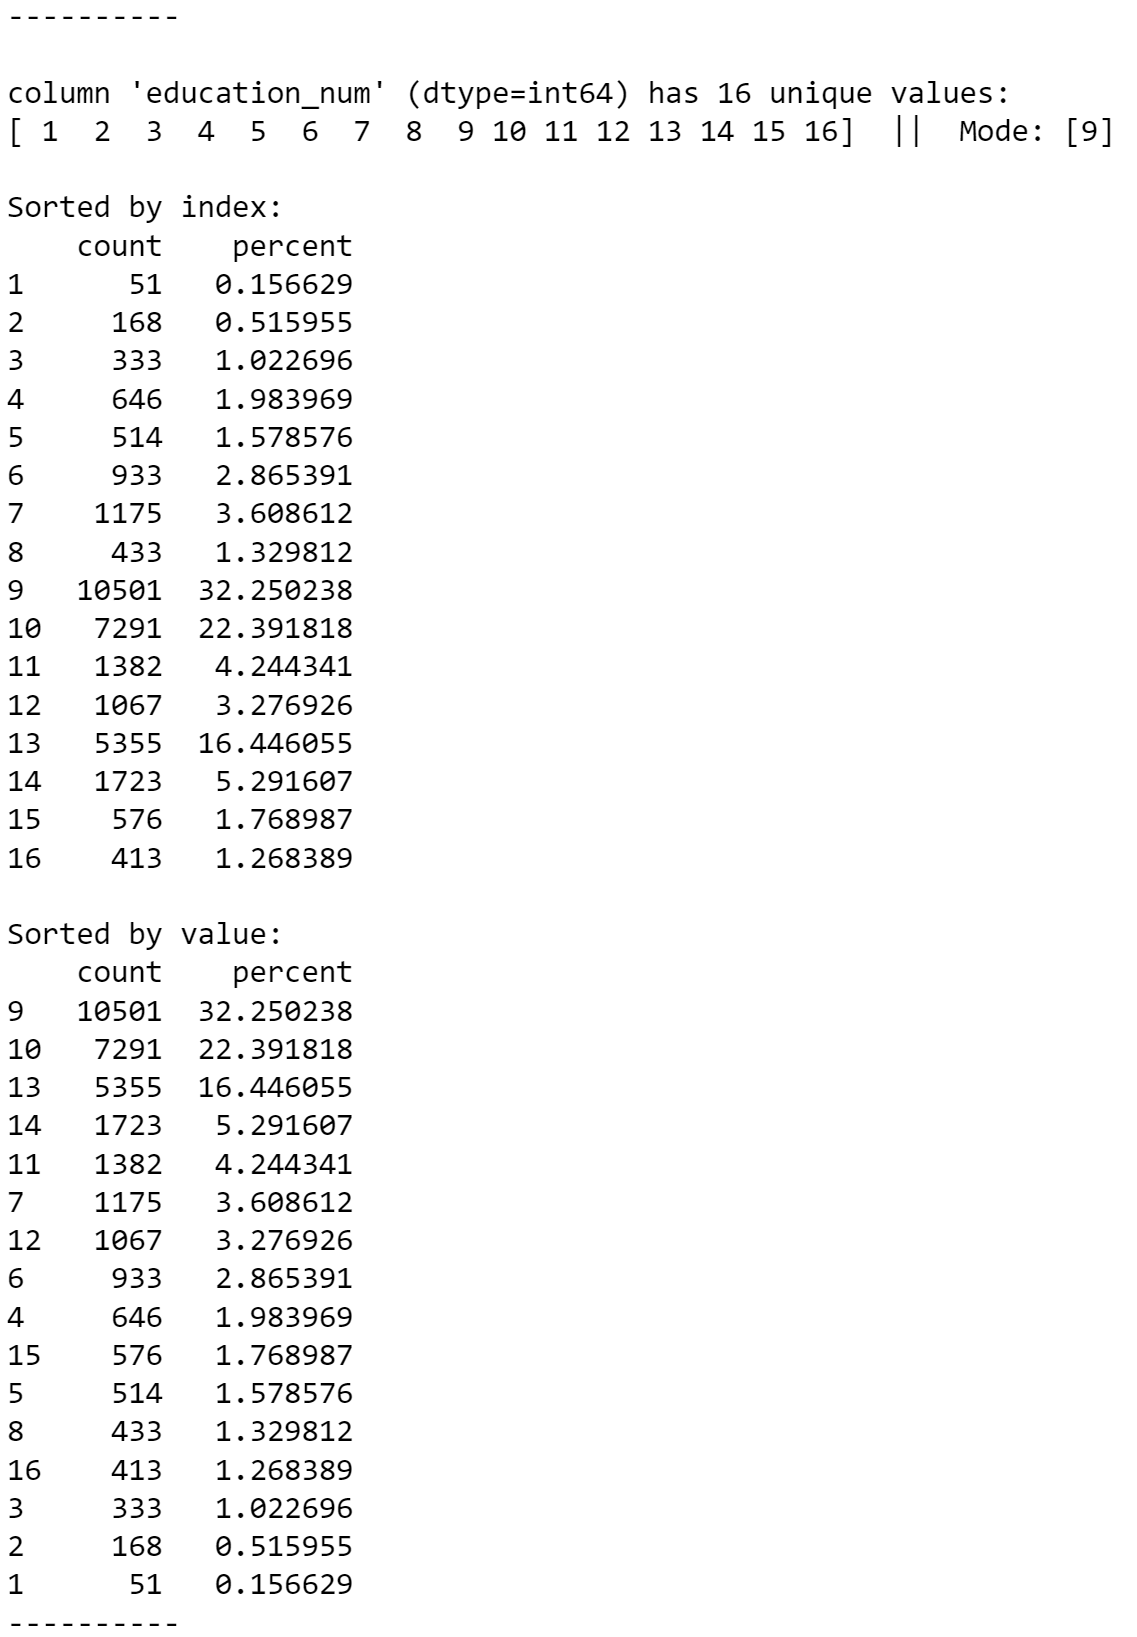 ----------
column 'education_num' (dtype=int64) has 16 unique values:
[ 1  2  3  4  5  6  7  8  9 10 11 12 13 14 15 16]  ||  Mode: [9]
Sorted by index:
    count    percent
1      51   0.156629
2     168   0.515955
3     333   1.022696
4     646   1.983969
5     514   1.578576
6     933   2.865391
7    1175   3.608612
8     433   1.329812
9   10501  32.250238
10   7291  22.391818
11   1382   4.244341
12   1067   3.276926
13   5355  16.446055
14   1723   5.291607
15    576   1.768987
16    413   1.268389
Sorted by value:
    count    percent
9   10501  32.250238
10   7291  22.391818
13   5355  16.446055
14   1723   5.291607
11   1382   4.244341
7    1175   3.608612
12   1067   3.276926
6     933   2.865391
4     646   1.983969
15    576   1.768987
5     514   1.578576
8     433   1.329812
16    413   1.268389
3     333   1.022696
2     168   0.515955
1      51   0.156629
----------